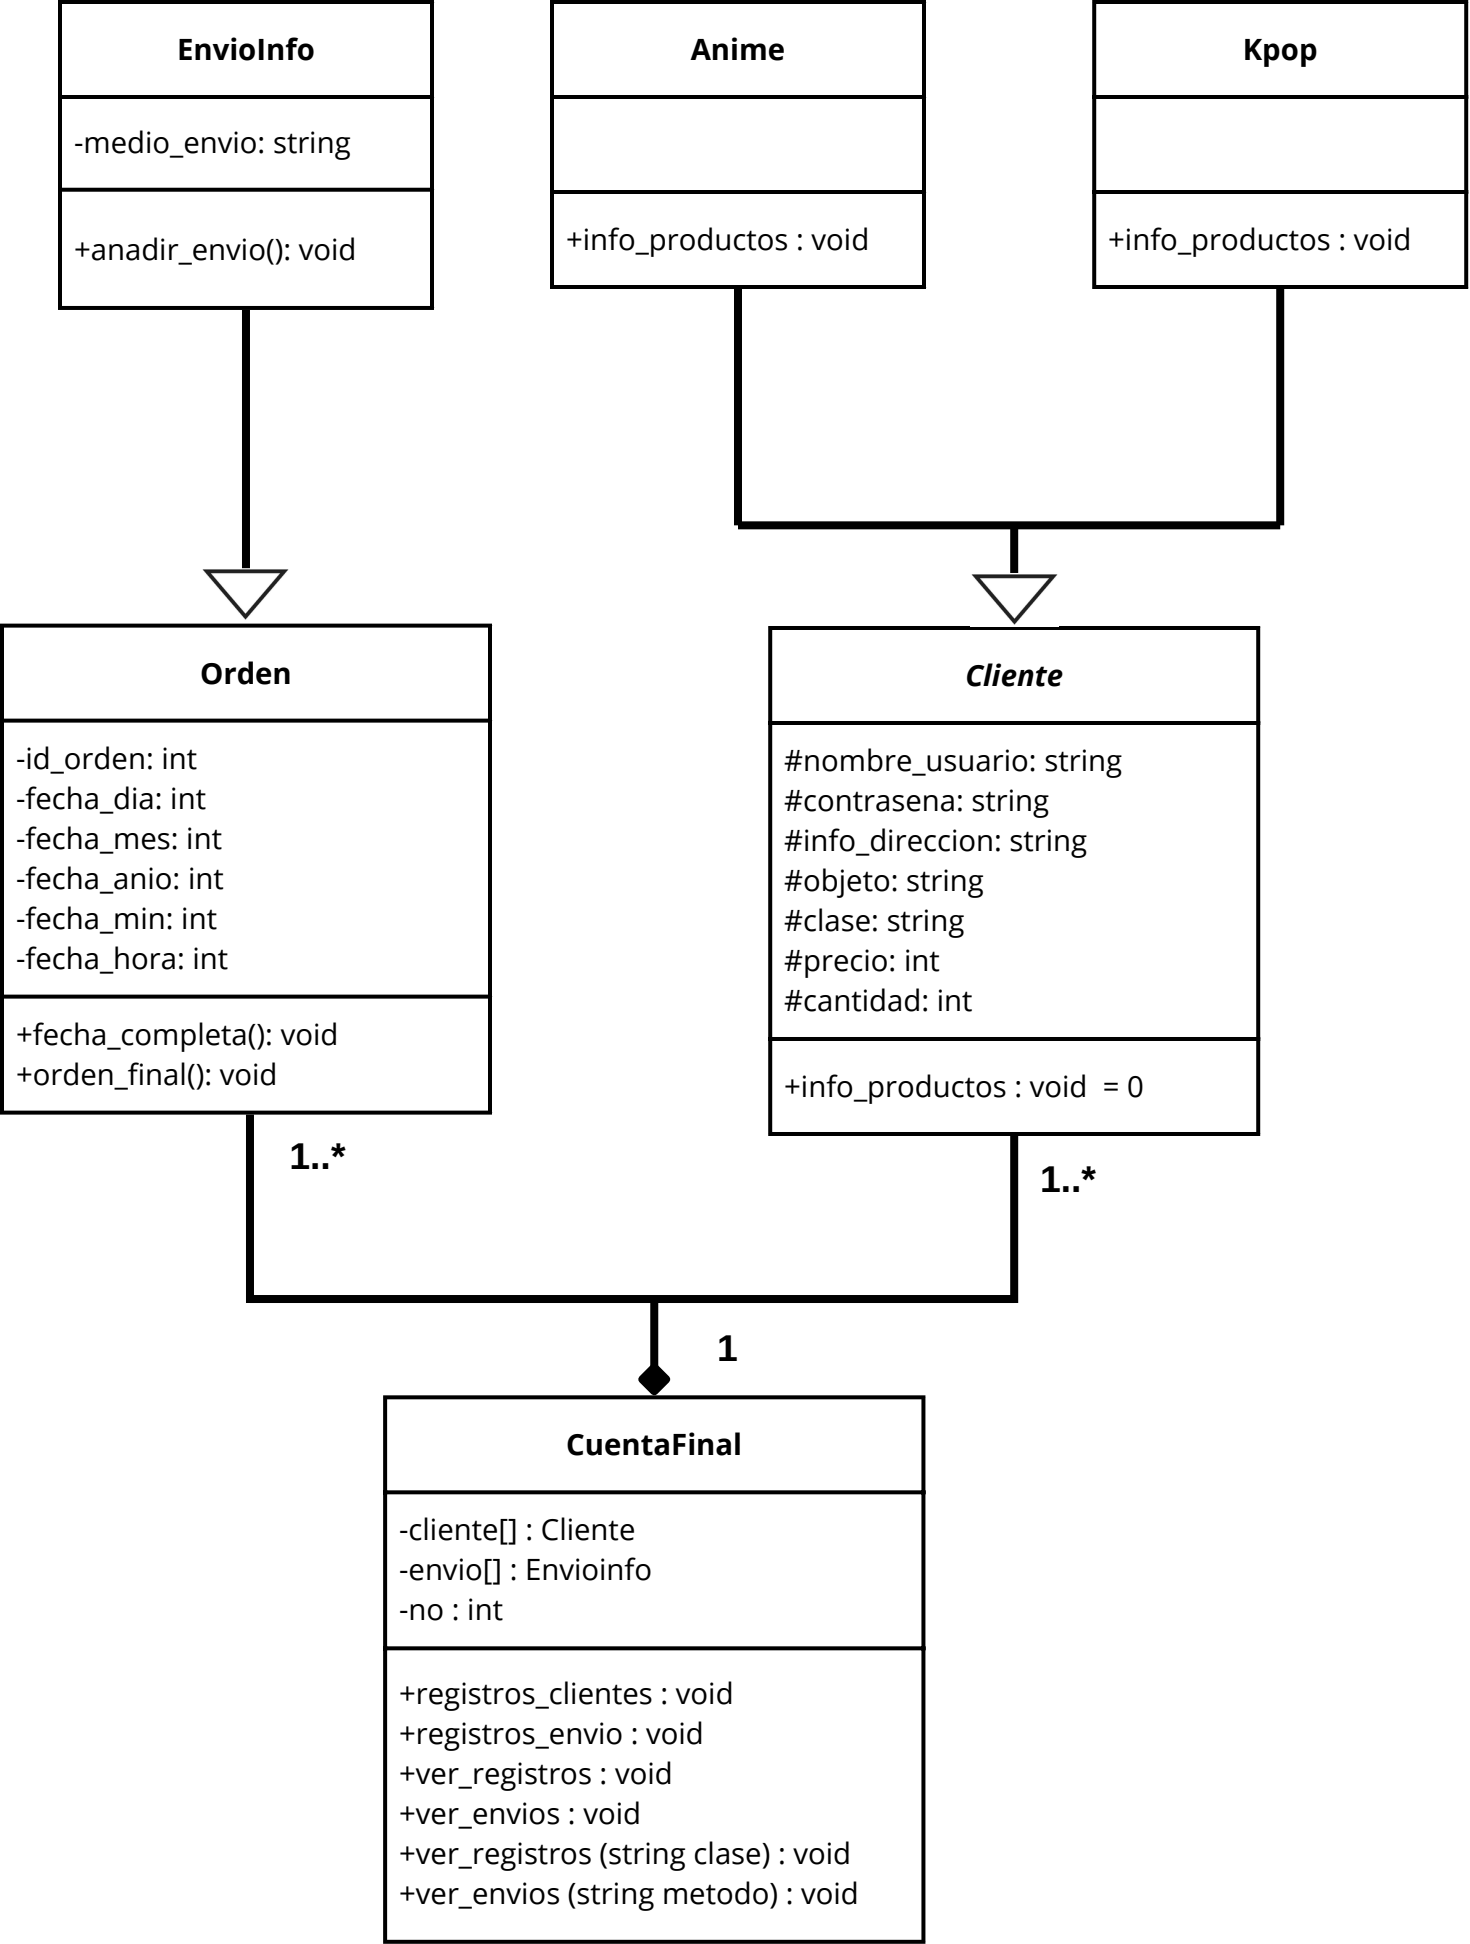 EnvioInfo
-medio_envio: string
+anadir_envio(): void
Anime
+info_productos : void
Kpop
+info_productos : void
Orden
-id_orden: int
-fecha_dia: int
-fecha_mes: int
-fecha_anio: int
-fecha_min: int
-fecha_hora: int
+fecha_completa(): void
+orden_final(): void
1..*
Cliente
#nombre_usuario: string
#contrasena: string
#info_direccion: string
#objeto: string
#clase: string
#precio: int
#cantidad: int
+info_productos : void  = 0
1..*
1
CuentaFinal
-cliente[] : Cliente
-envio[] : Envioinfo
-no : int
+registros_clientes : void
+registros_envio : void
+ver_registros : void
+ver_envios : void
+ver_registros (string clase) : void
+ver_envios (string metodo) : void